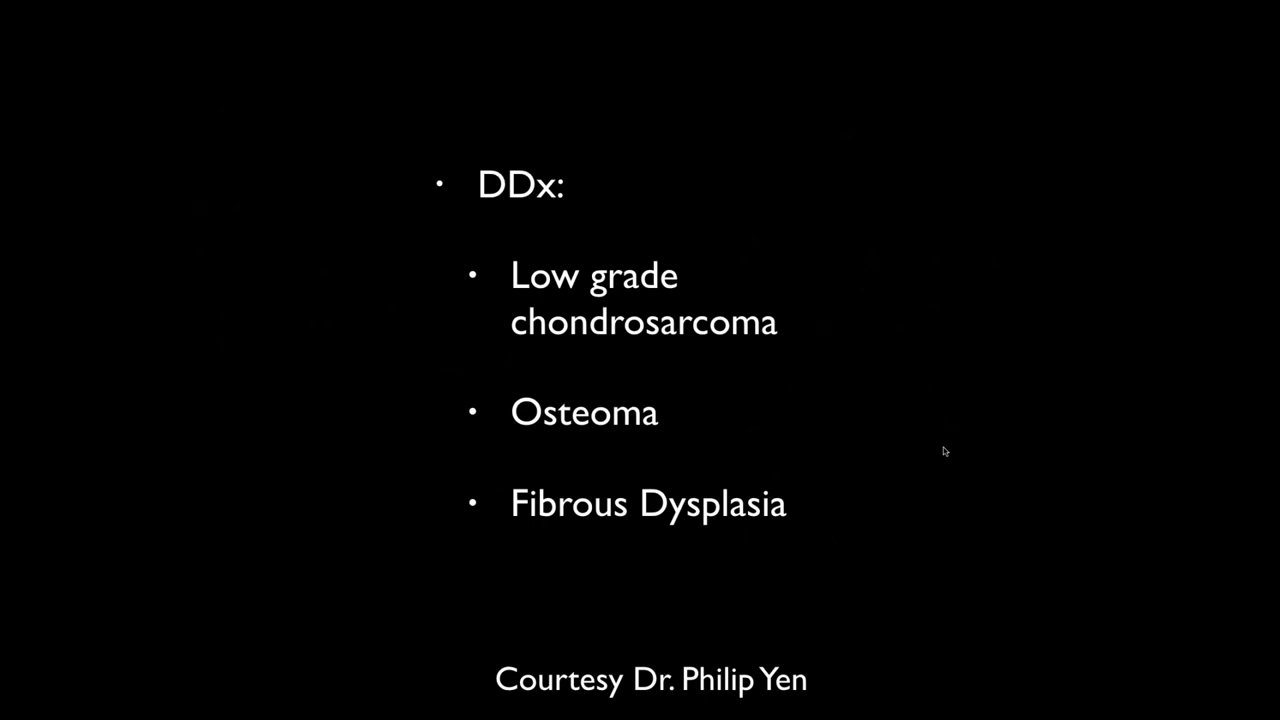 • DDx:
• Low grade
chondrosarcoma
• Osteoma
• Fibrous Dysplasia
Courtesy Dr. Philip Yen